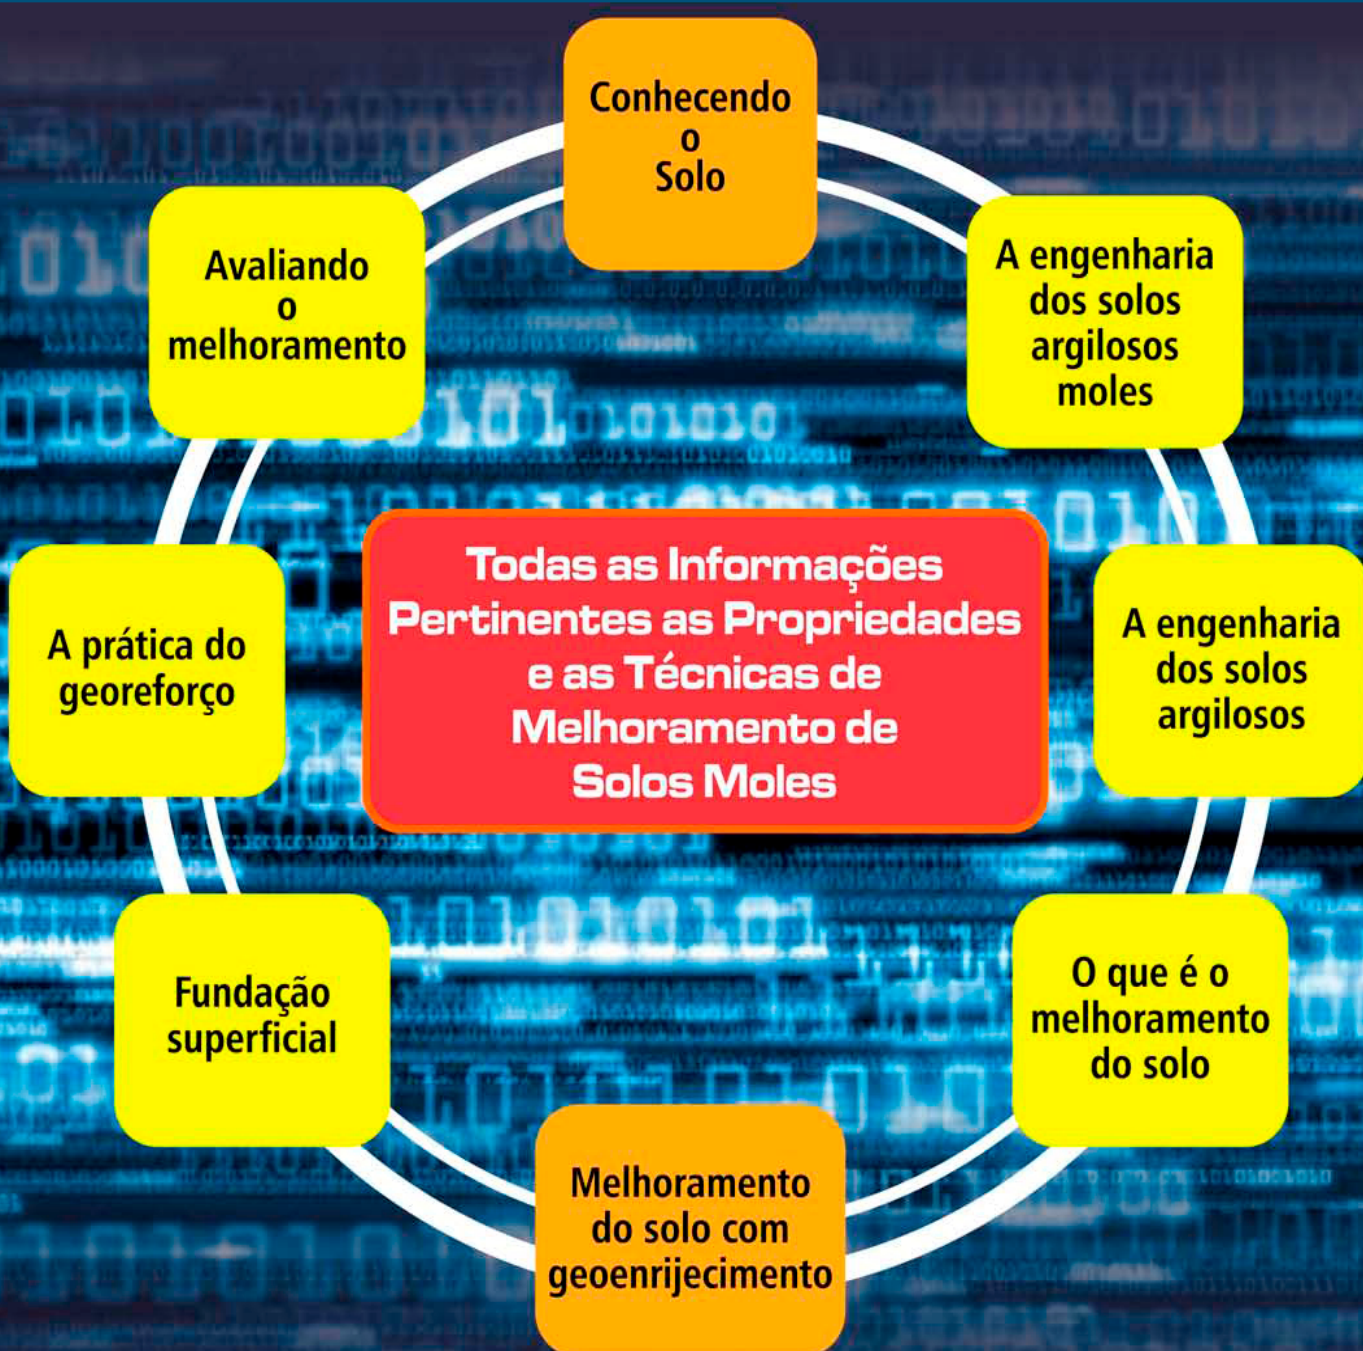 Conhecendo
o
Solo
A engenharia
dos solos
argilosos
moles
A engenharia
dos solos
argilosos
O que é o
melhoramento
do solo
Melhoramento
do solo com
geoenrijecimento
Fundação
superficial
A prática do
georeforço
Avaliando
o
melhoramento
Todas as Informações
Pertinentes as Propriedades
e as Técnicas de
Melhoramento de
Solos Moles